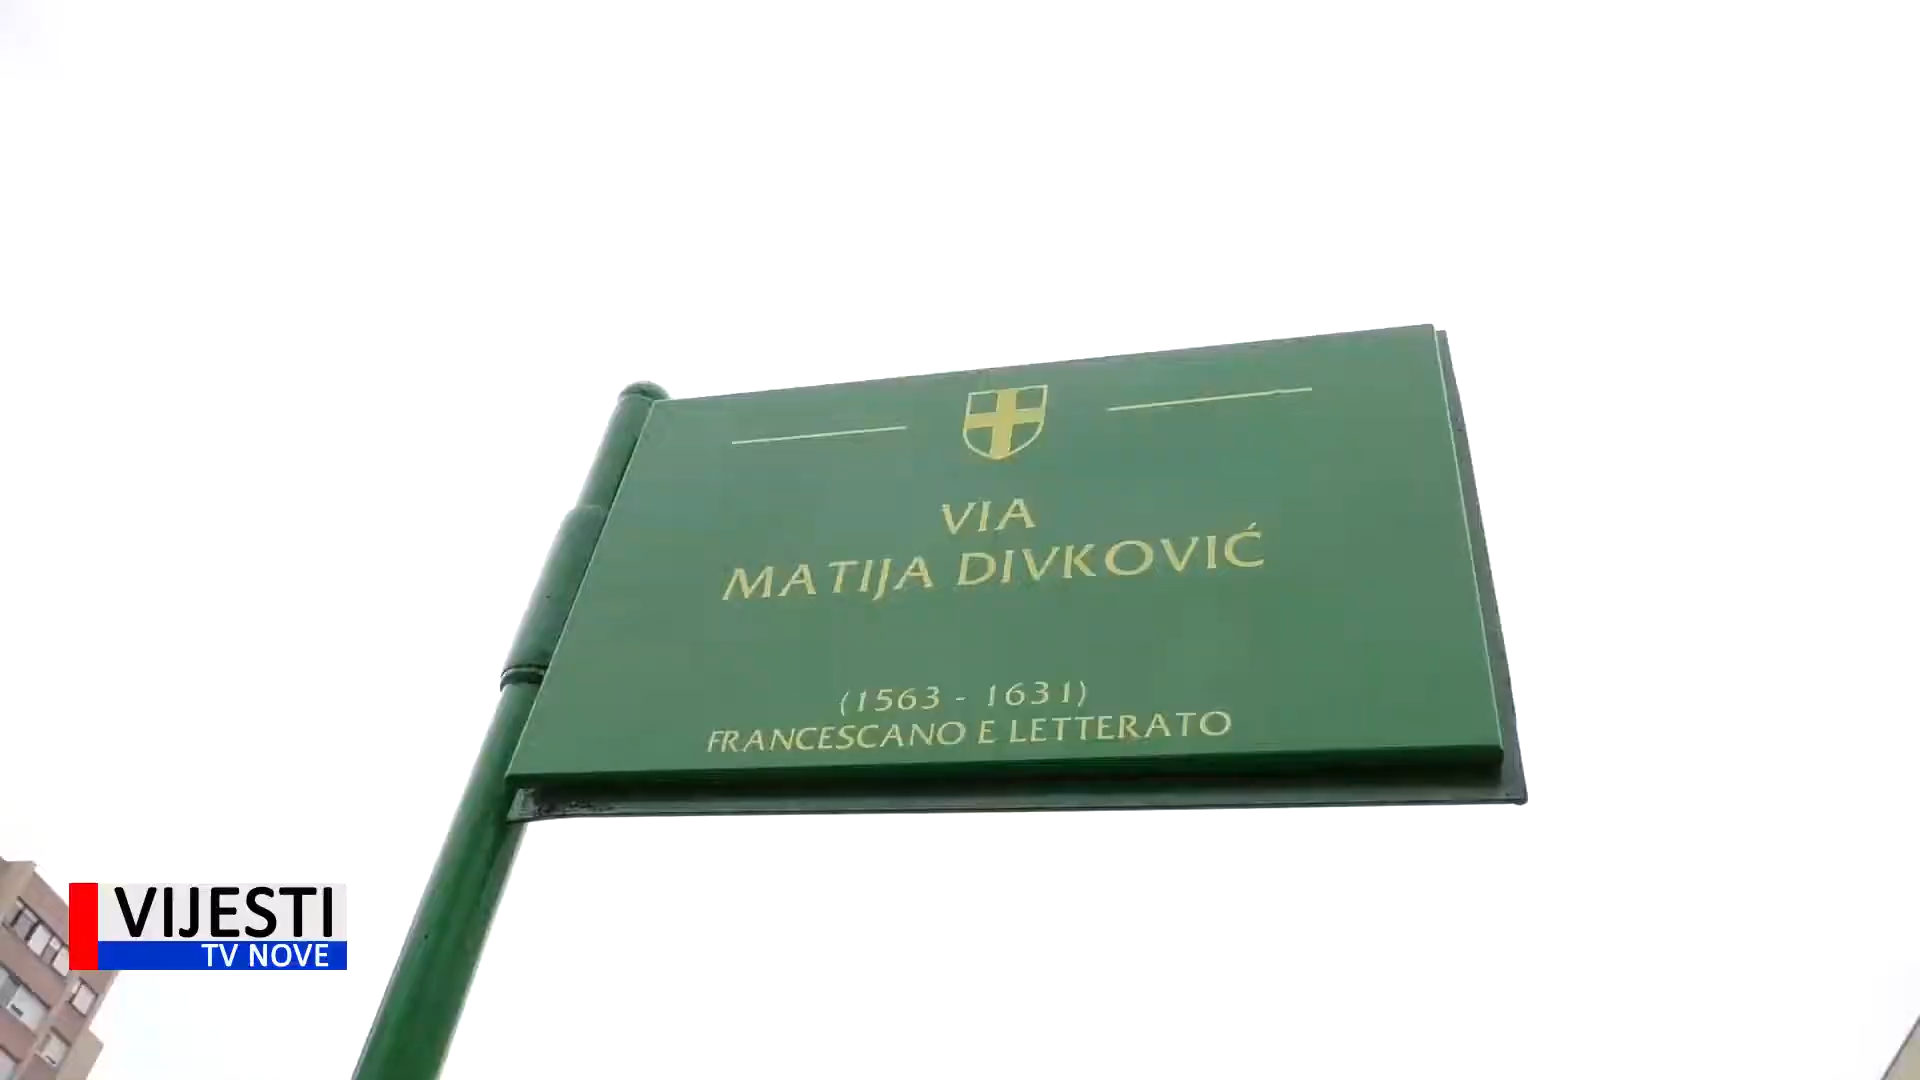 VIA
MATIJA DIVKOVIĆ
(1563 - 1631)
FRANCESCANO E LETTERATO
VIJESTI
TV NOVE